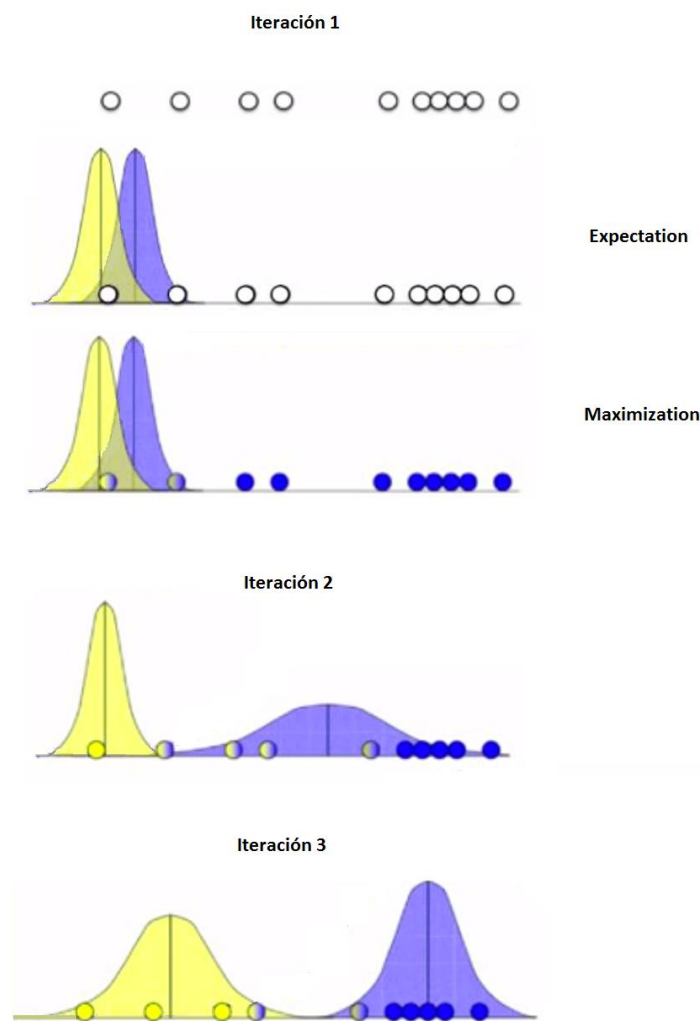 Iteración 1
Expectation
Maximization
Iteración 2
Iteración 3